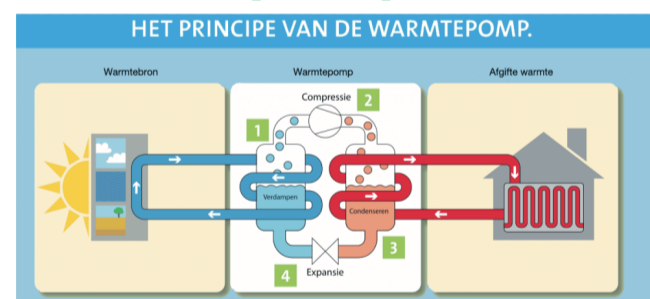 HET PRINCIPE VAN DE WARMTEPOMP.
Warmtebron
Warmtepomp
Afgifte warmte
Compressie
2
1
Verdampen
Condenseren
3
4
Expansie